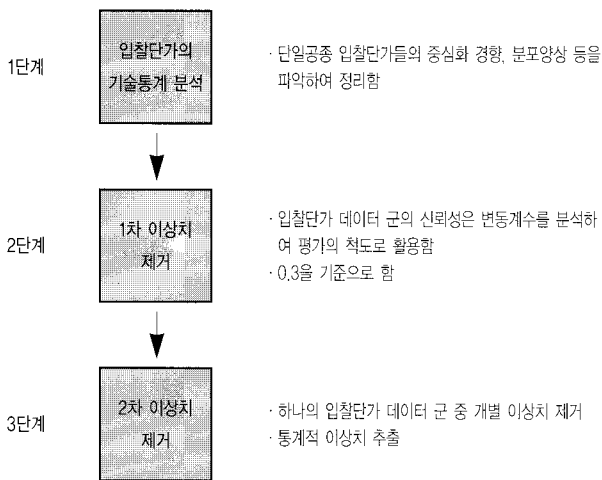 1단계
입찰단가의
기술통계 분석
· 단일공종 입찰단가들의 중심화 경향, 분포양상 등을
파악하여 정리함
2단계
1차 이상치
제거
· 입찰단가 데이터 군의 신뢰성은 변동계수를 분석하
여 평가의 척도로 활용함
· 0.3을 기준으로 함
3단계
2차 이상치
제거
· 하나의 입찰단가 데이터 군 중 개별 이상치 제거
· 통계적 이상치 추출